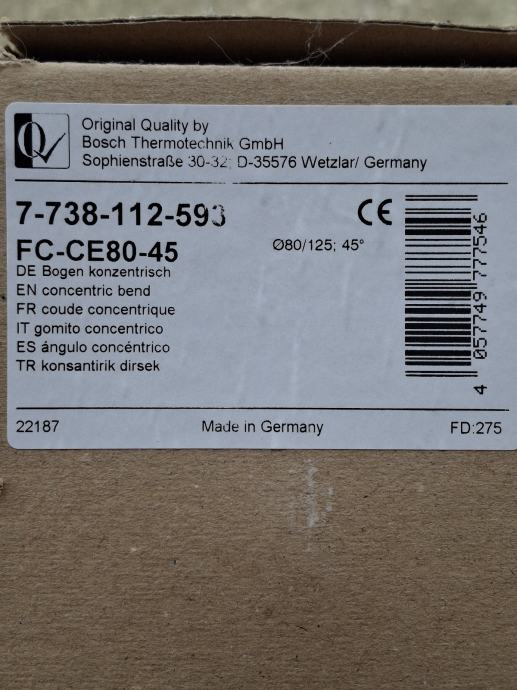 QV
Original Quality by
Bosch Thermotechnik GmbH
Sophienstraße 30-32; D-35576 Wetzlar/ Germany
7-738-112-593
CE
FC-CE80-45
Ø80/125; 45°
DE Bogen konzentrisch
EN concentric bend
FR coude concentrique
IT gomito concentrico
ES ángulo concéntrico
TR konsantirik dirsek
4 057749 777546
22187
Made in Germany
FD:275